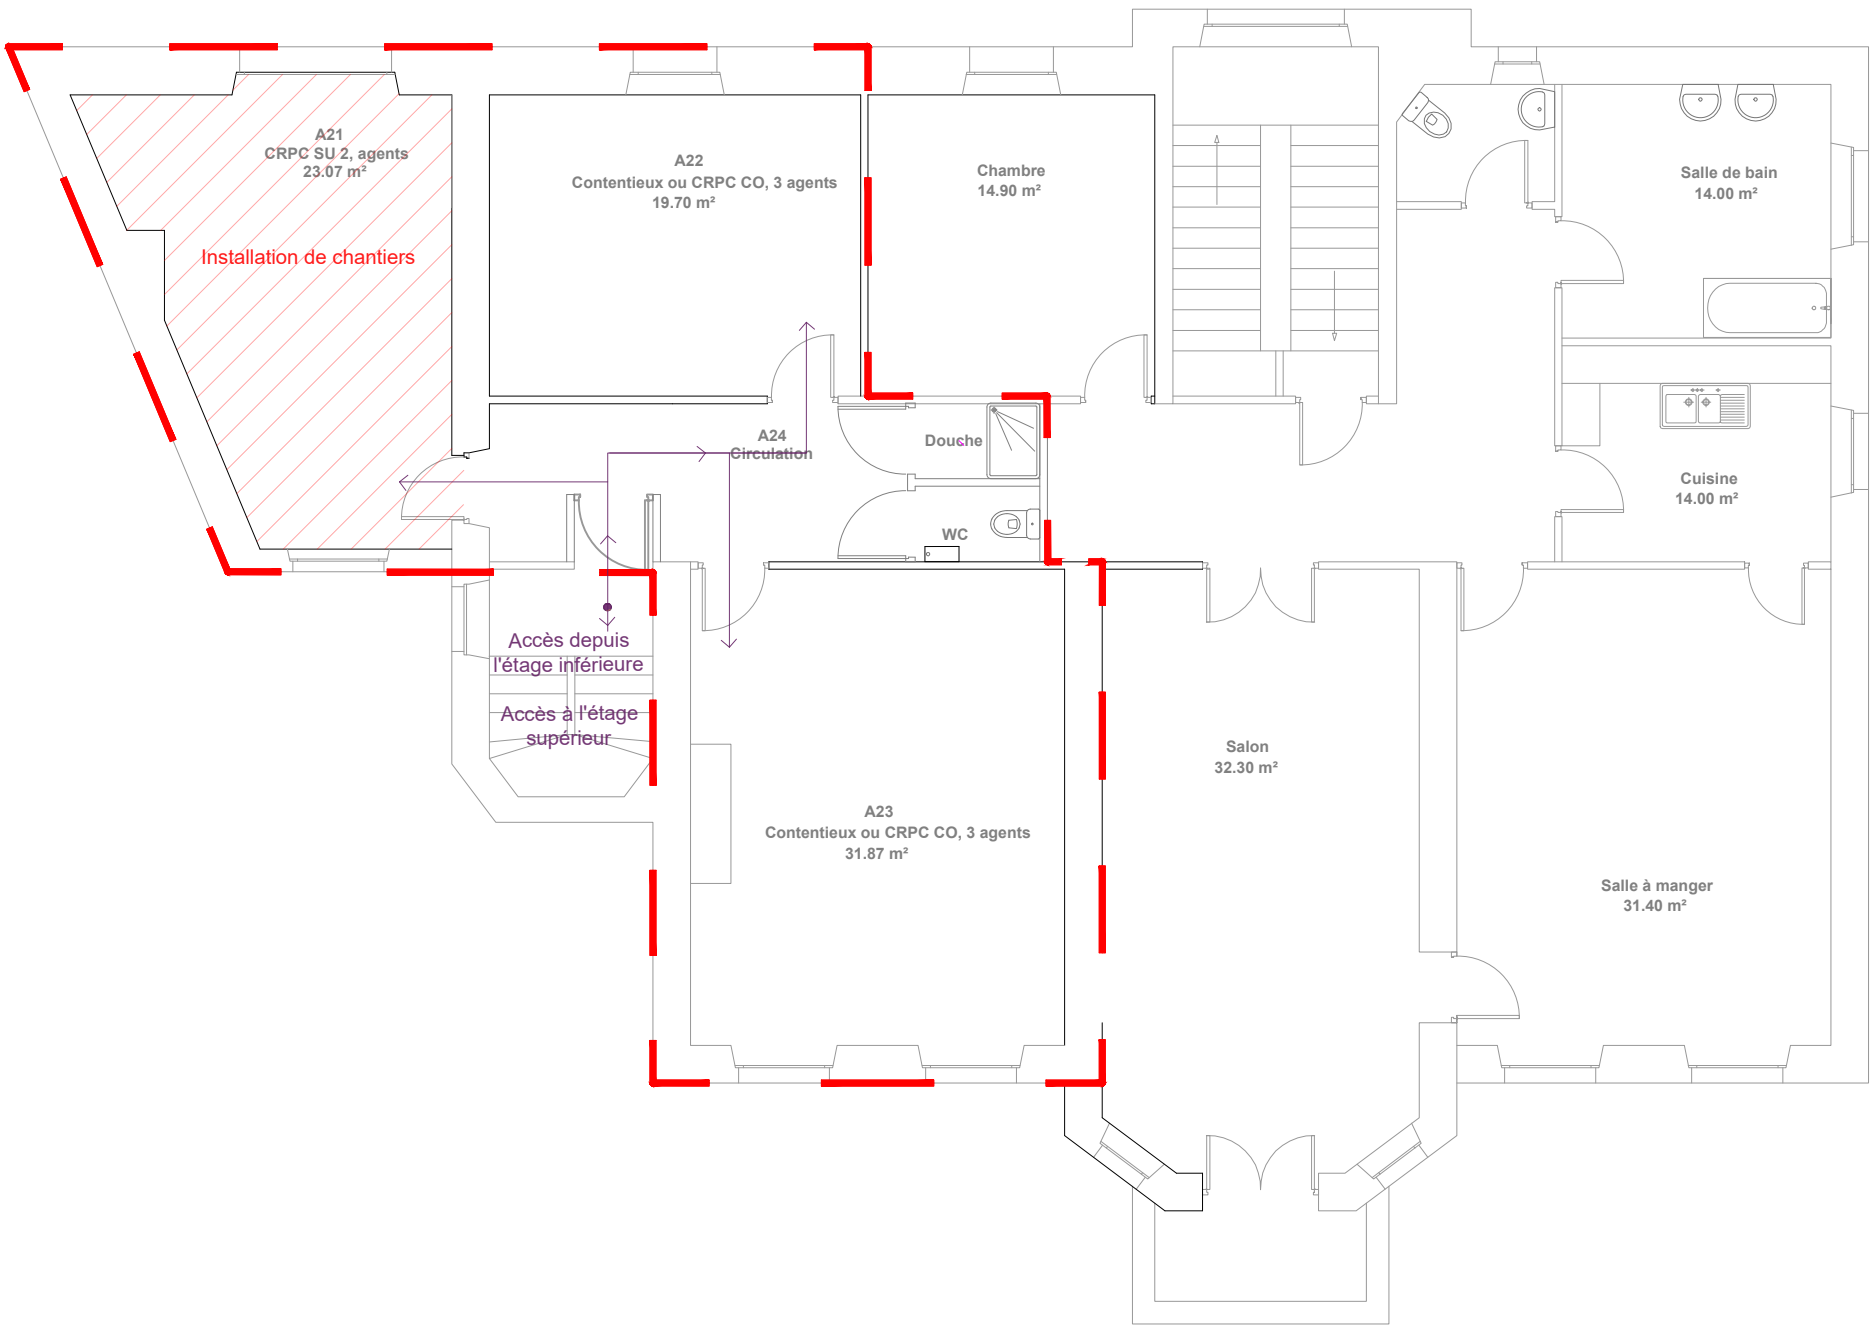 A21
CRPC SU 2, agents
23.07 m²
Installation de chantiers
A22
Contentieux ou CRPC CO, 3 agents
19.70 m²
Chambre
14.90 m²
Salle de bain
14.00 m²
A24
Circulation
Douche
WC
Cuisine
14.00 m²
Accès depuis
l'étage inférieure
Accès à l'étage
supérieur
A23
Contentieux ou CRPC CO, 3 agents
31.87 m²
Salon
32.30 m²
Salle à manger
31.40 m²